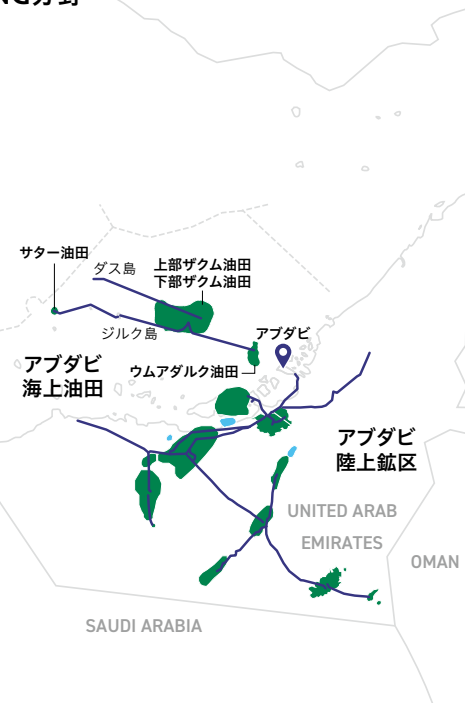 サター油田
ダス島
上部ザクム油田
下部ザクム油田
ジルク島
アブダビ
ウムアダルク油田
アブダビ
海上油田
アブダビ
陸上鉱区
UNITED ARAB
EMIRATES
OMAN
SAUDI ARABIA